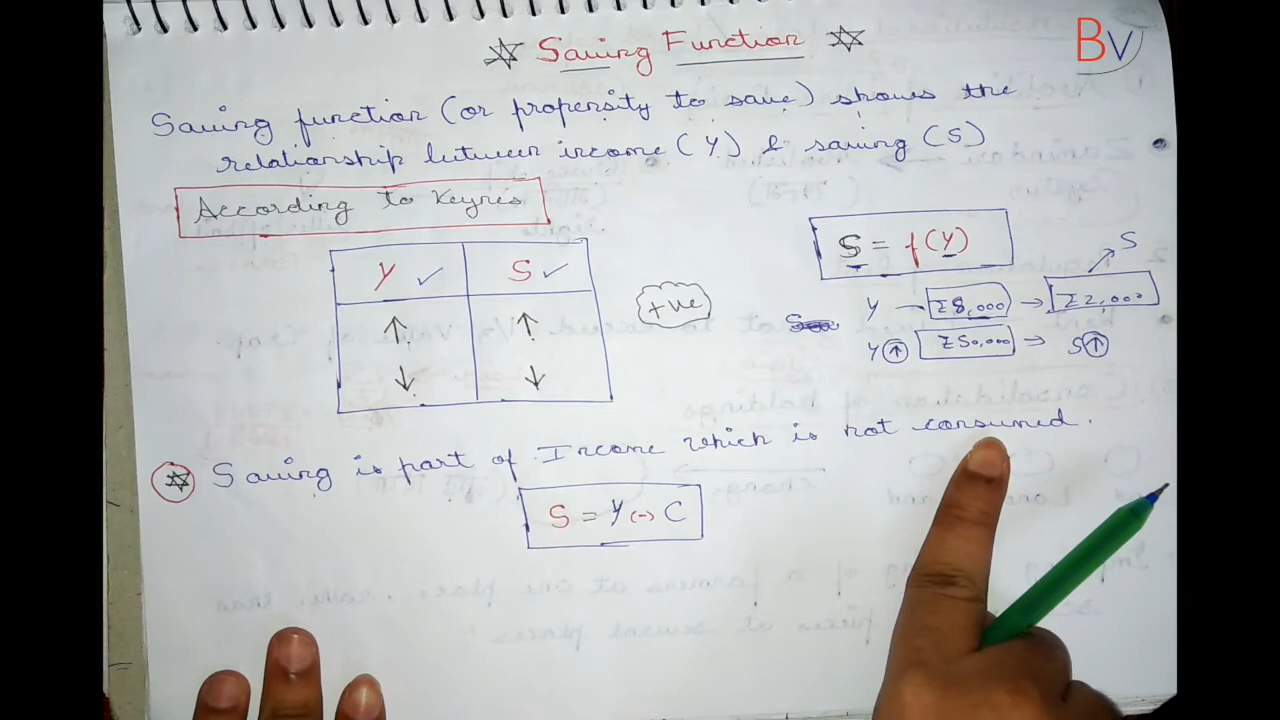 ☆ Saving Function ☆
BV
Saving function (or propensity to save) shows the
relationship between income (Y) & saving (S)
According to Keynes
Y ✓ S ✓
↑ ↑
↓ ↓
+ve
S = f(Y)
S
Y → ₹8,000 → ₹2,000
Y ↑ ₹50,000 → S ↑
☆ Saving is part of Income which is not consumed.
S = Y (-) C